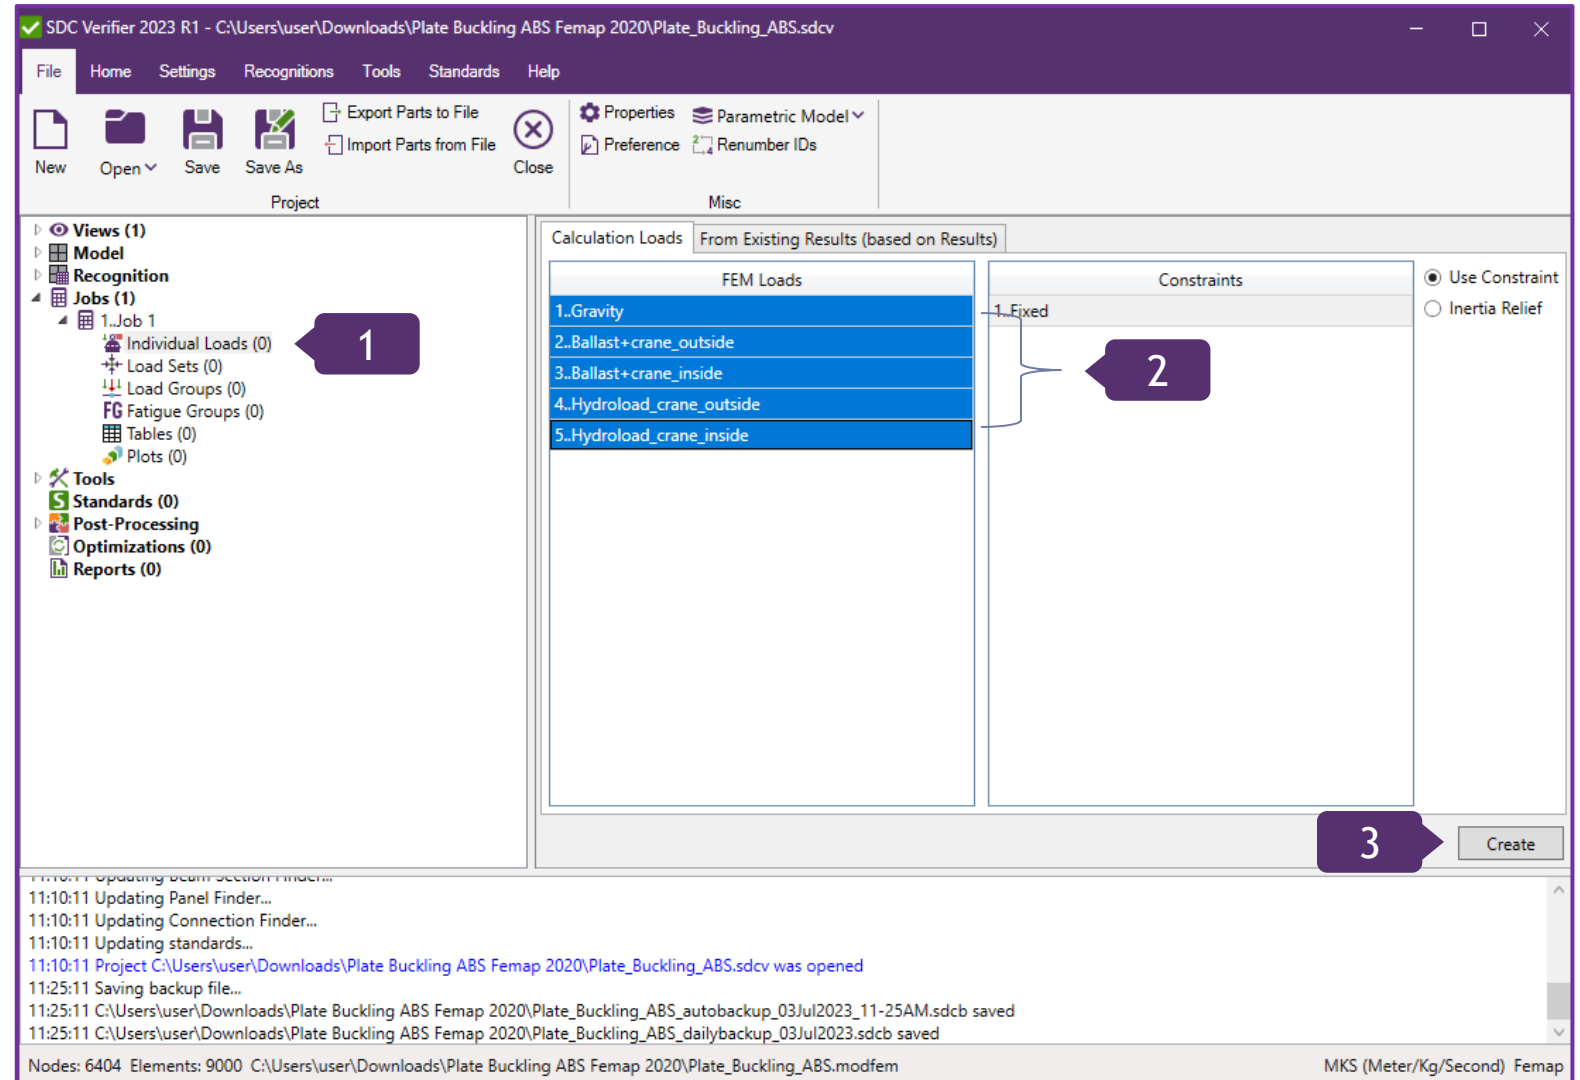 SDC Verifier 2023 R1 - C:\Users\user\Downloads\Plate Buckling ABS Femap 2020\Plate_Buckling_ABS.sdcv
File Home Settings Recognitions Tools Standards Help
New
Open
Save
Save As
Export Parts to File
Import Parts from File
Close
Project
Properties
Parametric Model
Preference
Renumber IDs
Misc
Views (1)
Model
Recognition
Jobs (1)
1..Job 1
Individual Loads (0)
Load Sets (0)
Load Groups (0)
FG Fatigue Groups (0)
Tables (0)
Plots (0)
Tools
S Standards (0)
Post-Processing
Optimizations (0)
Reports (0)
1
Calculation Loads
From Existing Results (based on Results)
FEM Loads
1..Gravity
2..Ballast+crane_outside
3..Ballast+crane_inside
4..Hydroload_crane_outside
5..Hydroload_crane_inside
Constraints
1..Fixed
2
Use Constraint
Inertia Relief
3
Create
11:10:11 Updating Beam Section Finder...
11:10:11 Updating Panel Finder...
11:10:11 Updating Connection Finder...
11:10:11 Updating standards...
11:10:11 Project C:\Users\user\Downloads\Plate Buckling ABS Femap 2020\Plate_Buckling_ABS.sdcv was opened
11:25:11 Saving backup file...
11:25:11 C:\Users\user\Downloads\Plate Buckling ABS Femap 2020\Plate_Buckling_ABS_autobackup_03Jul2023_11-25AM.sdcb saved
11:25:11 C:\Users\user\Downloads\Plate Buckling ABS Femap 2020\Plate_Buckling_ABS_dailybackup_03Jul2023.sdcb saved
Nodes: 6404 Elements: 9000 C:\Users\user\Downloads\Plate Buckling ABS Femap 2020\Plate_Buckling_ABS.modfem
MKS (Meter/Kg/Second) Femap